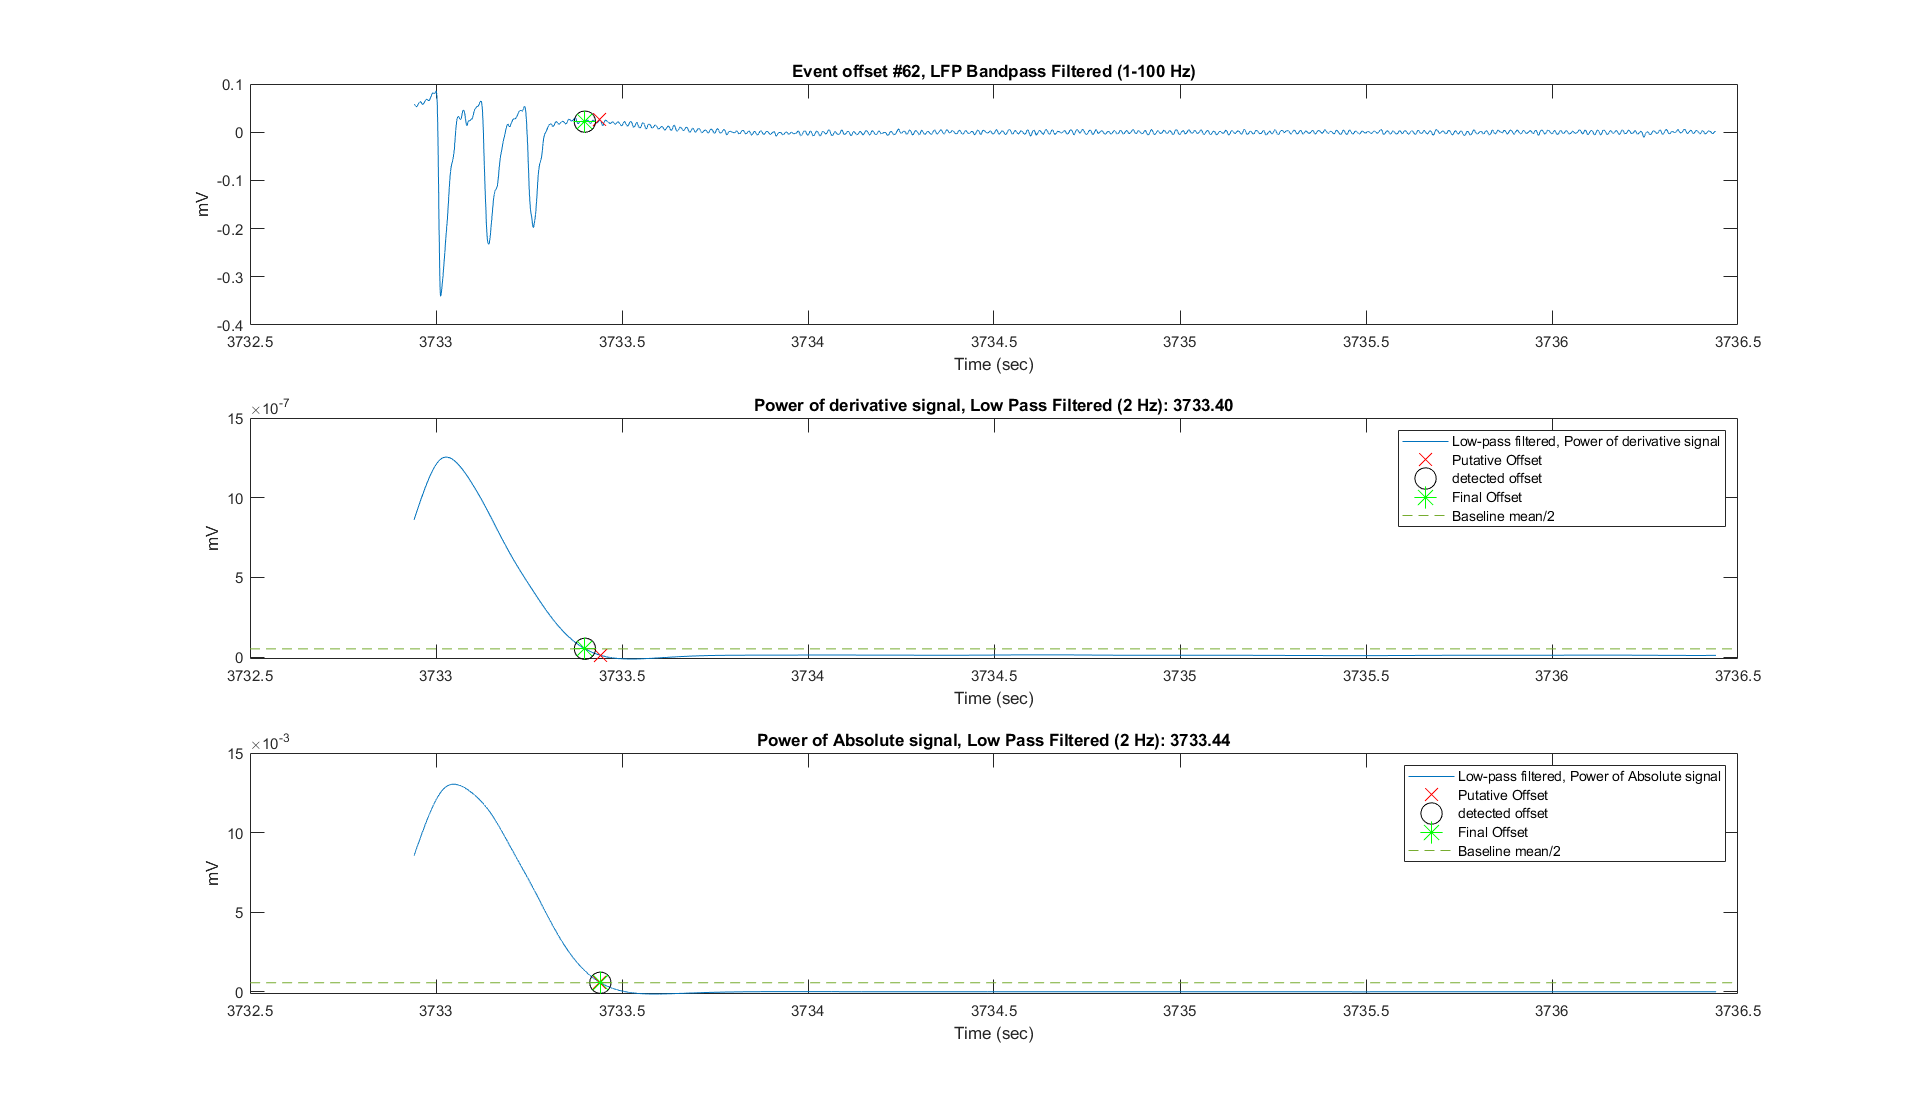 Event offset #62, LFP Bandpass Filtered (1-100 Hz)
0.1
0
-0.1
-0.2
-0.3
-0.4
mV
3732.5 3733 3733.5 3734 3734.5 3735 3735.5 3736 3736.5
Time (sec)
Power of derivative signal, Low Pass Filtered (2 Hz): 3733.40
×10-7
15
10
5
0
mV
Low-pass filtered, Power of derivative signal
Putative Offset
detected offset
Final Offset
Baseline mean/2
3732.5 3733 3733.5 3734 3734.5 3735 3735.5 3736 3736.5
Time (sec)
Power of Absolute signal, Low Pass Filtered (2 Hz): 3733.44
×10-3
15
10
5
0
mV
Low-pass filtered, Power of Absolute signal
Putative Offset
detected offset
Final Offset
Baseline mean/2
3732.5 3733 3733.5 3734 3734.5 3735 3735.5 3736 3736.5
Time (sec)